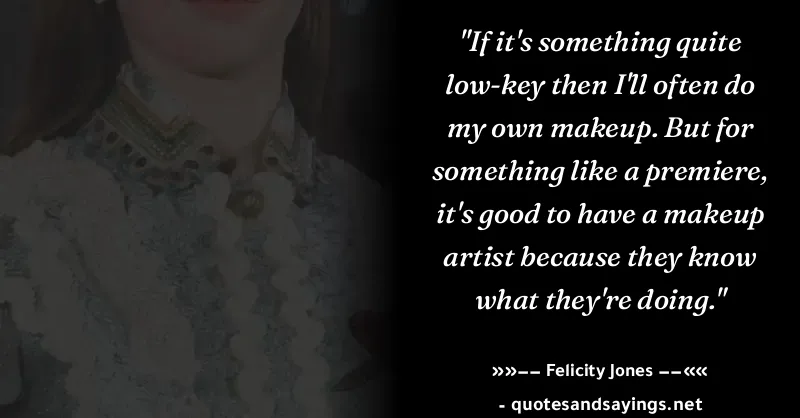 "If it's something quite
low-key then I'll often do
my own makeup. But for
something like a premiere,
it's good to have a makeup
artist because they know
what they're doing."
»»–– Felicity Jones ––««
- quotesandsayings.net